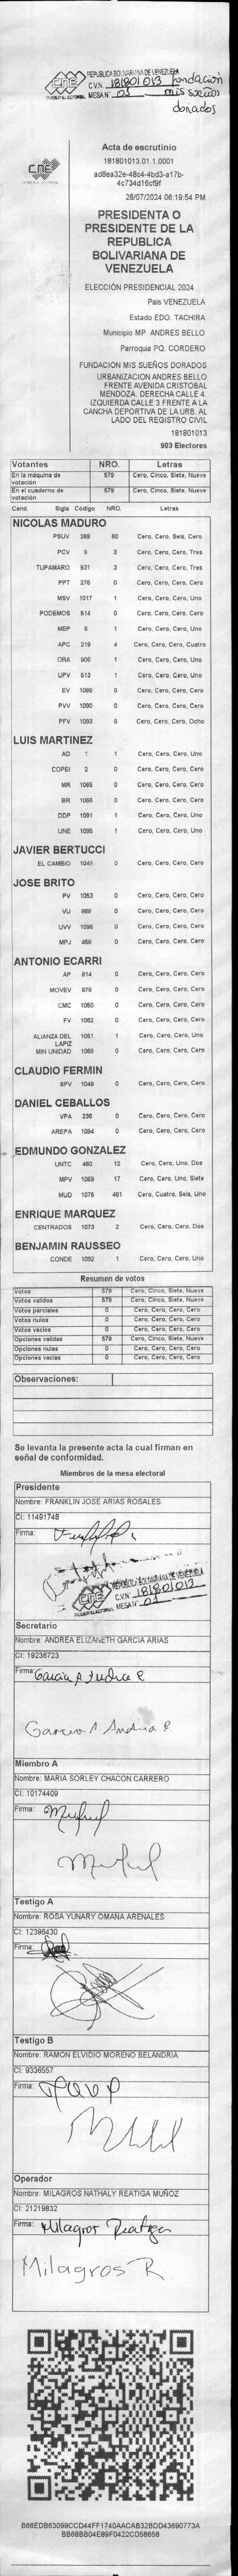 REPÚBLICA BOLIVARIANA DE VENEZUELA
CNE
C.V.N. 181801013 fundación
PODER ELECTORAL MESA N° 01 mis sueños
dorados
Acta de escrutinio
181801013.01.1.0001
CNE
ad8ea32e-48c4-4bd3-a17b-
4c734d16cf9f
28/07/2024 06:19:54 PM
PRESIDENTA O
PRESIDENTE DE LA
REPUBLICA
BOLIVARIANA DE
VENEZUELA
ELECCIÓN PRESIDENCIAL 2024
Pais VENEZUELA
Estado EDO. TACHIRA
Municipio MP. ANDRES BELLO
Parroquia PQ. CORDERO
FUNDACION MIS SUEÑOS DORADOS
URBANIZACION ANDRES BELLO
FRENTE AVENIDA CRISTOBAL
MENDOZA. DERECHA CALLE 4.
IZQUIERDA CALLE 3 FRENTE A LA
CANCHA DEPORTIVA DE LA URB. AL
LADO DEL REGISTRO CIVIL
181801013
903 Electores
Votantes NRO. Letras
En la máquina de votación 579 Cero, Cinco, Siete, Nueve
En el cuaderno de votación 579 Cero, Cinco, Siete, Nueve
Cand. Sigla Código NRO. Letras
NICOLAS MADURO
PSUV 269 60 Cero, Cero, Seis, Cero
PCV 9 3 Cero, Cero, Cero, Tres
TUPAMARO 931 3 Cero, Cero, Cero, Tres
PPT 276 0 Cero, Cero, Cero, Cero
MSV 1017 1 Cero, Cero, Cero, Uno
PODEMOS 614 0 Cero, Cero, Cero, Cero
MEP 6 1 Cero, Cero, Cero, Uno
APC 219 4 Cero, Cero, Cero, Cuatro
ORA 906 1 Cero, Cero, Cero, Uno
UPV 513 1 Cero, Cero, Cero, Uno
EV 1089 0 Cero, Cero, Cero, Cero
PVV 1090 0 Cero, Cero, Cero, Cero
PFV 1093 8 Cero, Cero, Cero, Ocho
LUIS MARTINEZ
AD 1 1 Cero, Cero, Cero, Uno
COPEI 2 0 Cero, Cero, Cero, Cero
MR 1065 0 Cero, Cero, Cero, Cero
BR 1066 0 Cero, Cero, Cero, Cero
DDP 1091 1 Cero, Cero, Cero, Uno
UNE 1095 1 Cero, Cero, Cero, Uno
JAVIER BERTUCCI
EL CAMBIO 1041 0 Cero, Cero, Cero, Cero
JOSE BRITO
PV 1053 0 Cero, Cero, Cero, Cero
VU 868 0 Cero, Cero, Cero, Cero
UVV 1096 0 Cero, Cero, Cero, Cero
MPJ 458 0 Cero, Cero, Cero, Cero
ANTONIO ECARRI
AP 814 0 Cero, Cero, Cero, Cero
MOVEV 878 0 Cero, Cero, Cero, Cero
CMC 1050 0 Cero, Cero, Cero, Cero
FV 1062 0 Cero, Cero, Cero, Cero
ALIANZA DEL LAPIZ 1051 1 Cero, Cero, Cero, Uno
MIN UNIDAD 1068 0 Cero, Cero, Cero, Cero
CLAUDIO FERMIN
SPV 1049 0 Cero, Cero, Cero, Cero
DANIEL CEBALLOS
VPA 238 0 Cero, Cero, Cero, Cero
AREPA 1094 0 Cero, Cero, Cero, Cero
EDMUNDO GONZALEZ
UNTC 460 12 Cero, Cero, Uno, Dos
MPV 1069 17 Cero, Cero, Uno, Siete
MUD 1076 461 Cero, Cuatro, Seis, Uno
ENRIQUE MARQUEZ
CENTRADOS 1073 2 Cero, Cero, Cero, Dos
BENJAMIN RAUSSEO
CONDE 1092 1 Cero, Cero, Cero, Uno
Resumen de votos
Votos 579 Cero, Cinco, Siete, Nueve
Votos validos 579 Cero, Cinco, Siete, Nueve
Votos parciales 0 Cero, Cero, Cero, Cero
Votos nulos 0 Cero, Cero, Cero, Cero
Votos vacios 0 Cero, Cero, Cero, Cero
Opciones validas 579 Cero, Cinco, Siete, Nueve
Opciones nulas 0 Cero, Cero, Cero, Cero
Opciones vacias 0 Cero, Cero, Cero, Cero
Observaciones:
Se levanta la presente acta la cual firman en
señal de conformidad.
Miembros de la mesa electoral
Presidente
Nombre: FRANKLIN JOSE ARIAS ROSALES
CI: 11491748
Firma:
REPÚBLICA BOLIVARIANA DE VENEZUELA
CNE
C.V.N. 181801013
PODER ELECTORAL MESA N° 01
Secretario
Nombre: ANDREA ELIZANETH GARCIA ARIAS
CI: 19236723
Firma: Garcia A Andrea E
Garcia A. Andrea E.
Miembro A
Nombre: MARIA SORLEY CHACON CARRERO
CI: 10174409
Firma:
Testigo A
Nombre: ROSA YUNARY OMAÑA ARENALES
CI: 12396430
Firma:
Testigo B
Nombre: RAMON ELVIDIO MORENO BELANDRIA
CI: 9336557
Firma:
Operador
Nombre: MILAGROS NATHALY REATIGA MUÑOZ
CI: 21219832
Firma: Milagros Reatiga
Milagros R
B66EDB63099CCD44FF1740AACAB32BDD43690773A
BB68BB04E89F0422CD58658